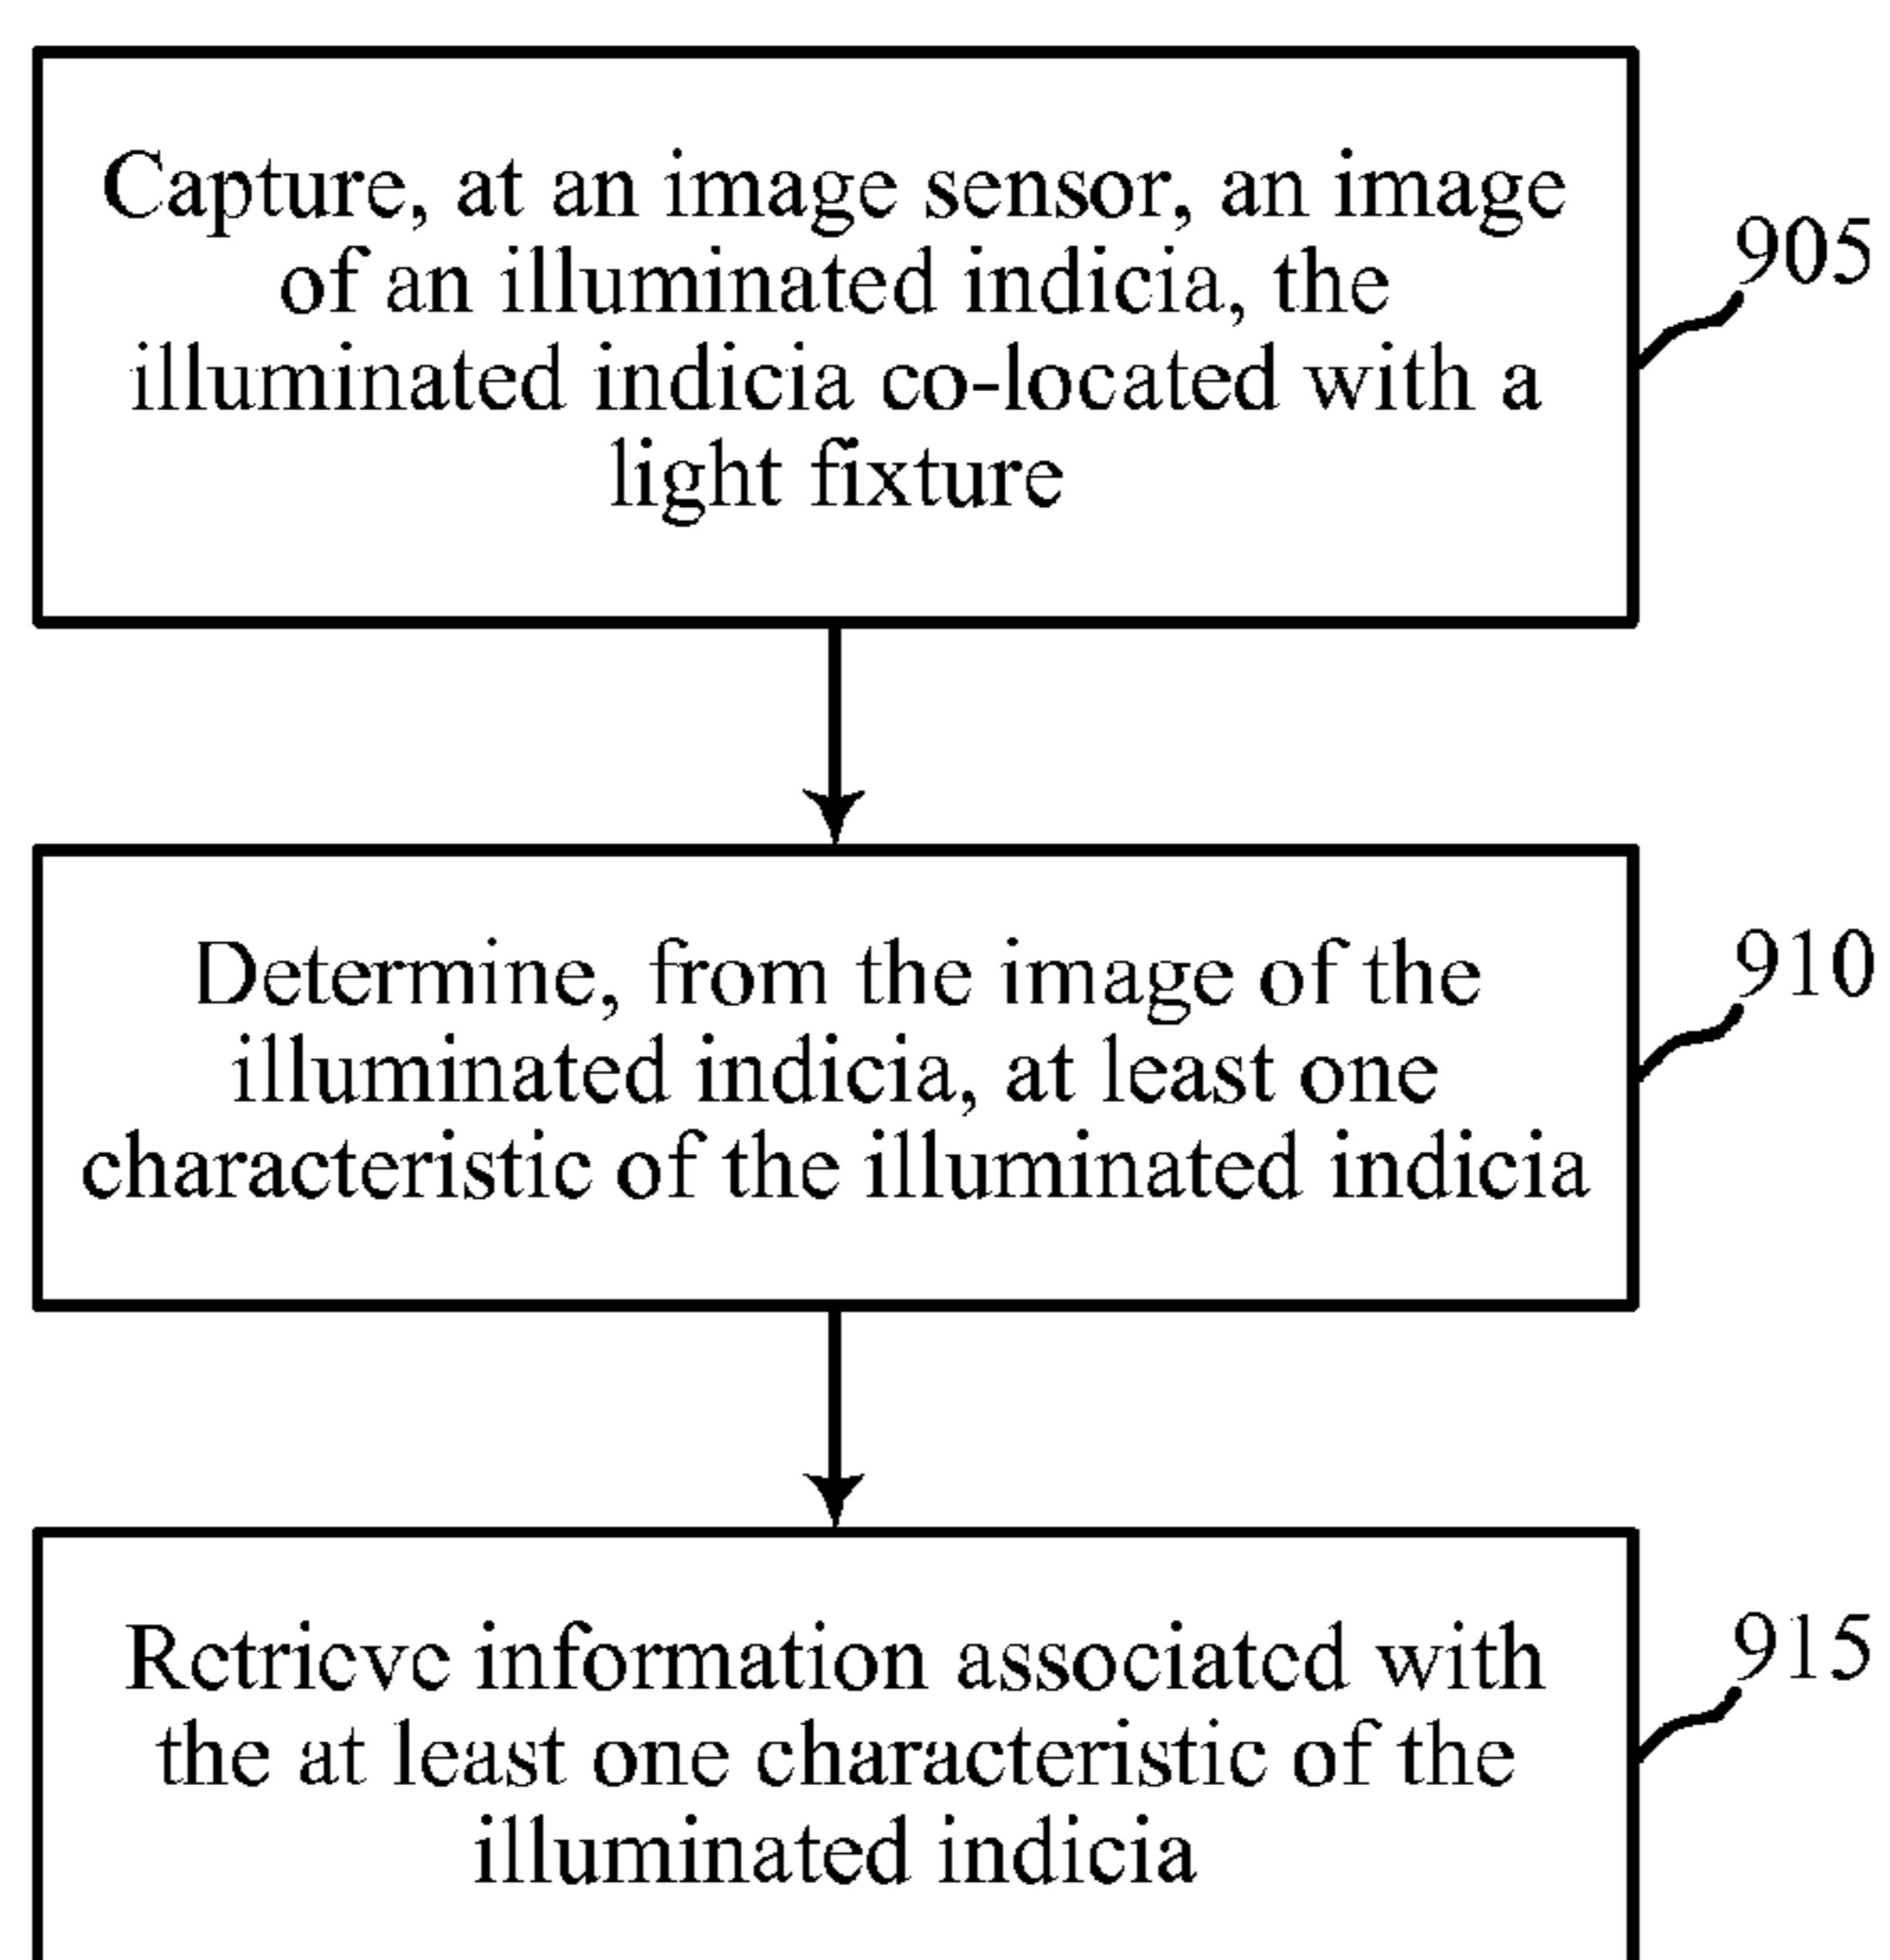 Capture, at an image sensor, an image
of an illuminated indicia, the
illuminated indicia co-located with a
light fixture
905
Determine, from the image of the
illuminated indicia, at least one
characteristic of the illuminated indicia
910
Retrieve information associated with
the at least one characteristic of the
illuminated indicia
915